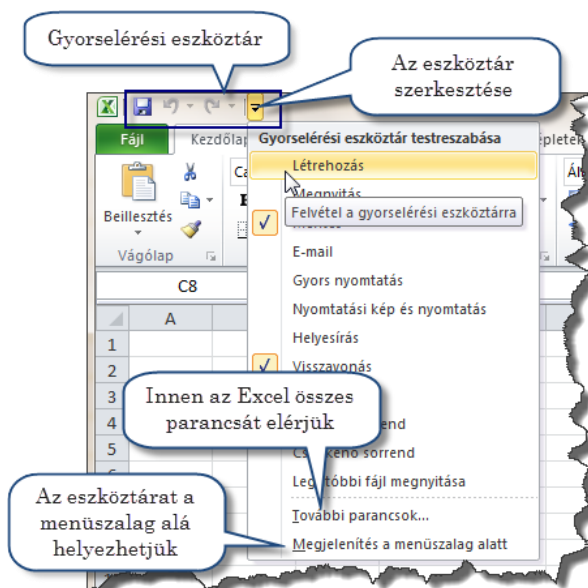 Gyorselérési eszköztár
Az eszköztár
szerkesztése
Fájl
Gyorselérési eszköztár testreszabása
Létrehozás
Megnyitás
Felvétel a gyorselérési eszköztárra
Beillesztés
Vágólap
E-mail
Gyors nyomtatás
C8
Nyomtatási kép és nyomtatás
A
Helyesírás
1
Visszavonás
2
Innen az Excel összes
parancsát elérjük
3
4
sorrend
5
Legutóbbi fájl megnyitása
Az eszköztárat a
menüszalag alá
helyezhetjük
További parancsok...
Megjelenítés a menüszalag alatt